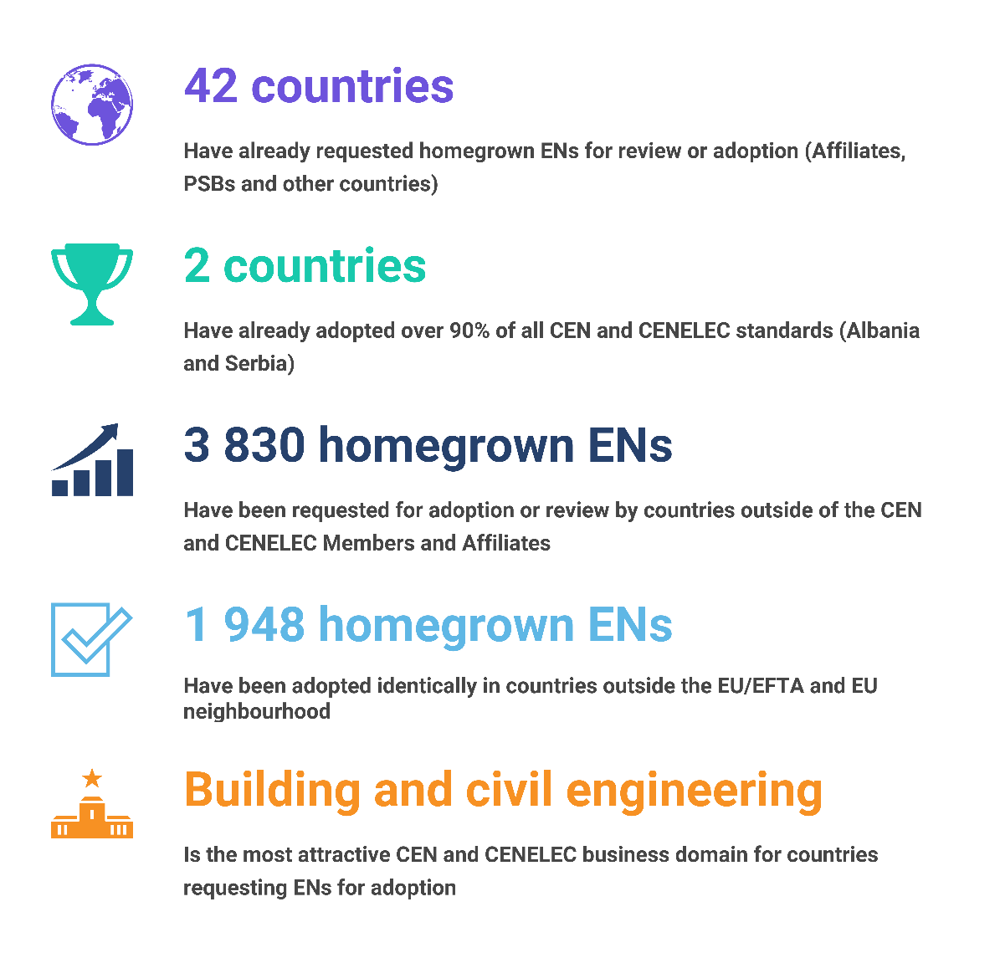 42 countries
Have already requested homegrown ENs for review or adoption (Affiliates,
PSBs and other countries)
2 countries
Have already adopted over 90% of all CEN and CENELEC standards (Albania
and Serbia)
3 830 homegrown ENs
Have been requested for adoption or review by countries outside of the CEN
and CENELEC Members and Affiliates
1 948 homegrown ENs
Have been adopted identically in countries outside the EU/EFTA and EU
neighbourhood
Building and civil engineering
Is the most attractive CEN and CENELEC business domain for countries
requesting ENs for adoption